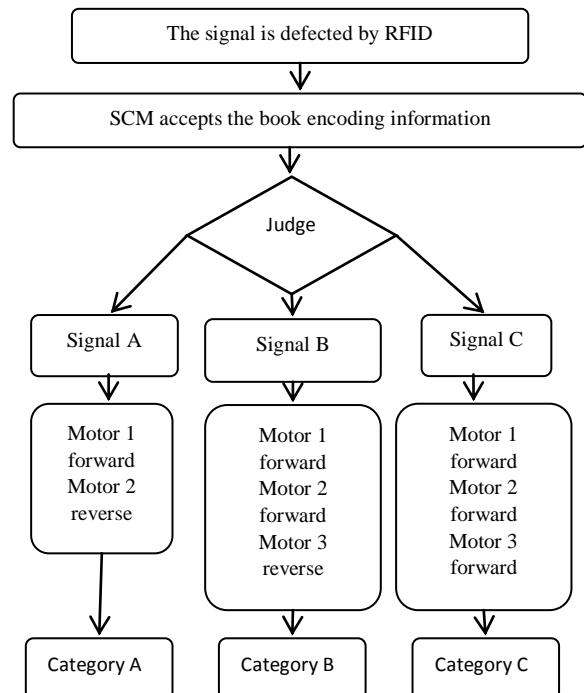 The signal is defected by RFID
SCM accepts the book encoding information
Judge
Signal A
Signal B
Signal C
Motor 1
forward
Motor 2
reverse
Motor 1
forward
Motor 2
forward
Motor 3
reverse
Motor 1
forward
Motor 2
forward
Motor 3
forward
Category A
Category B
Category C